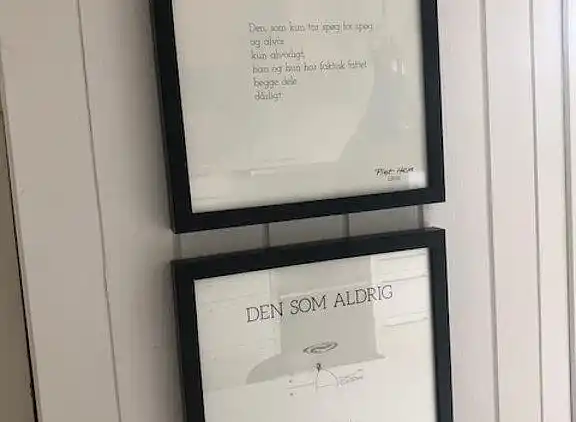 Den, som kun tar spøg for spøg
og alvor
kun alvorligt,
han og hun har faktisk fattet
begge dele
dårligt
Piet Hein
DEN SOM ALDRIG